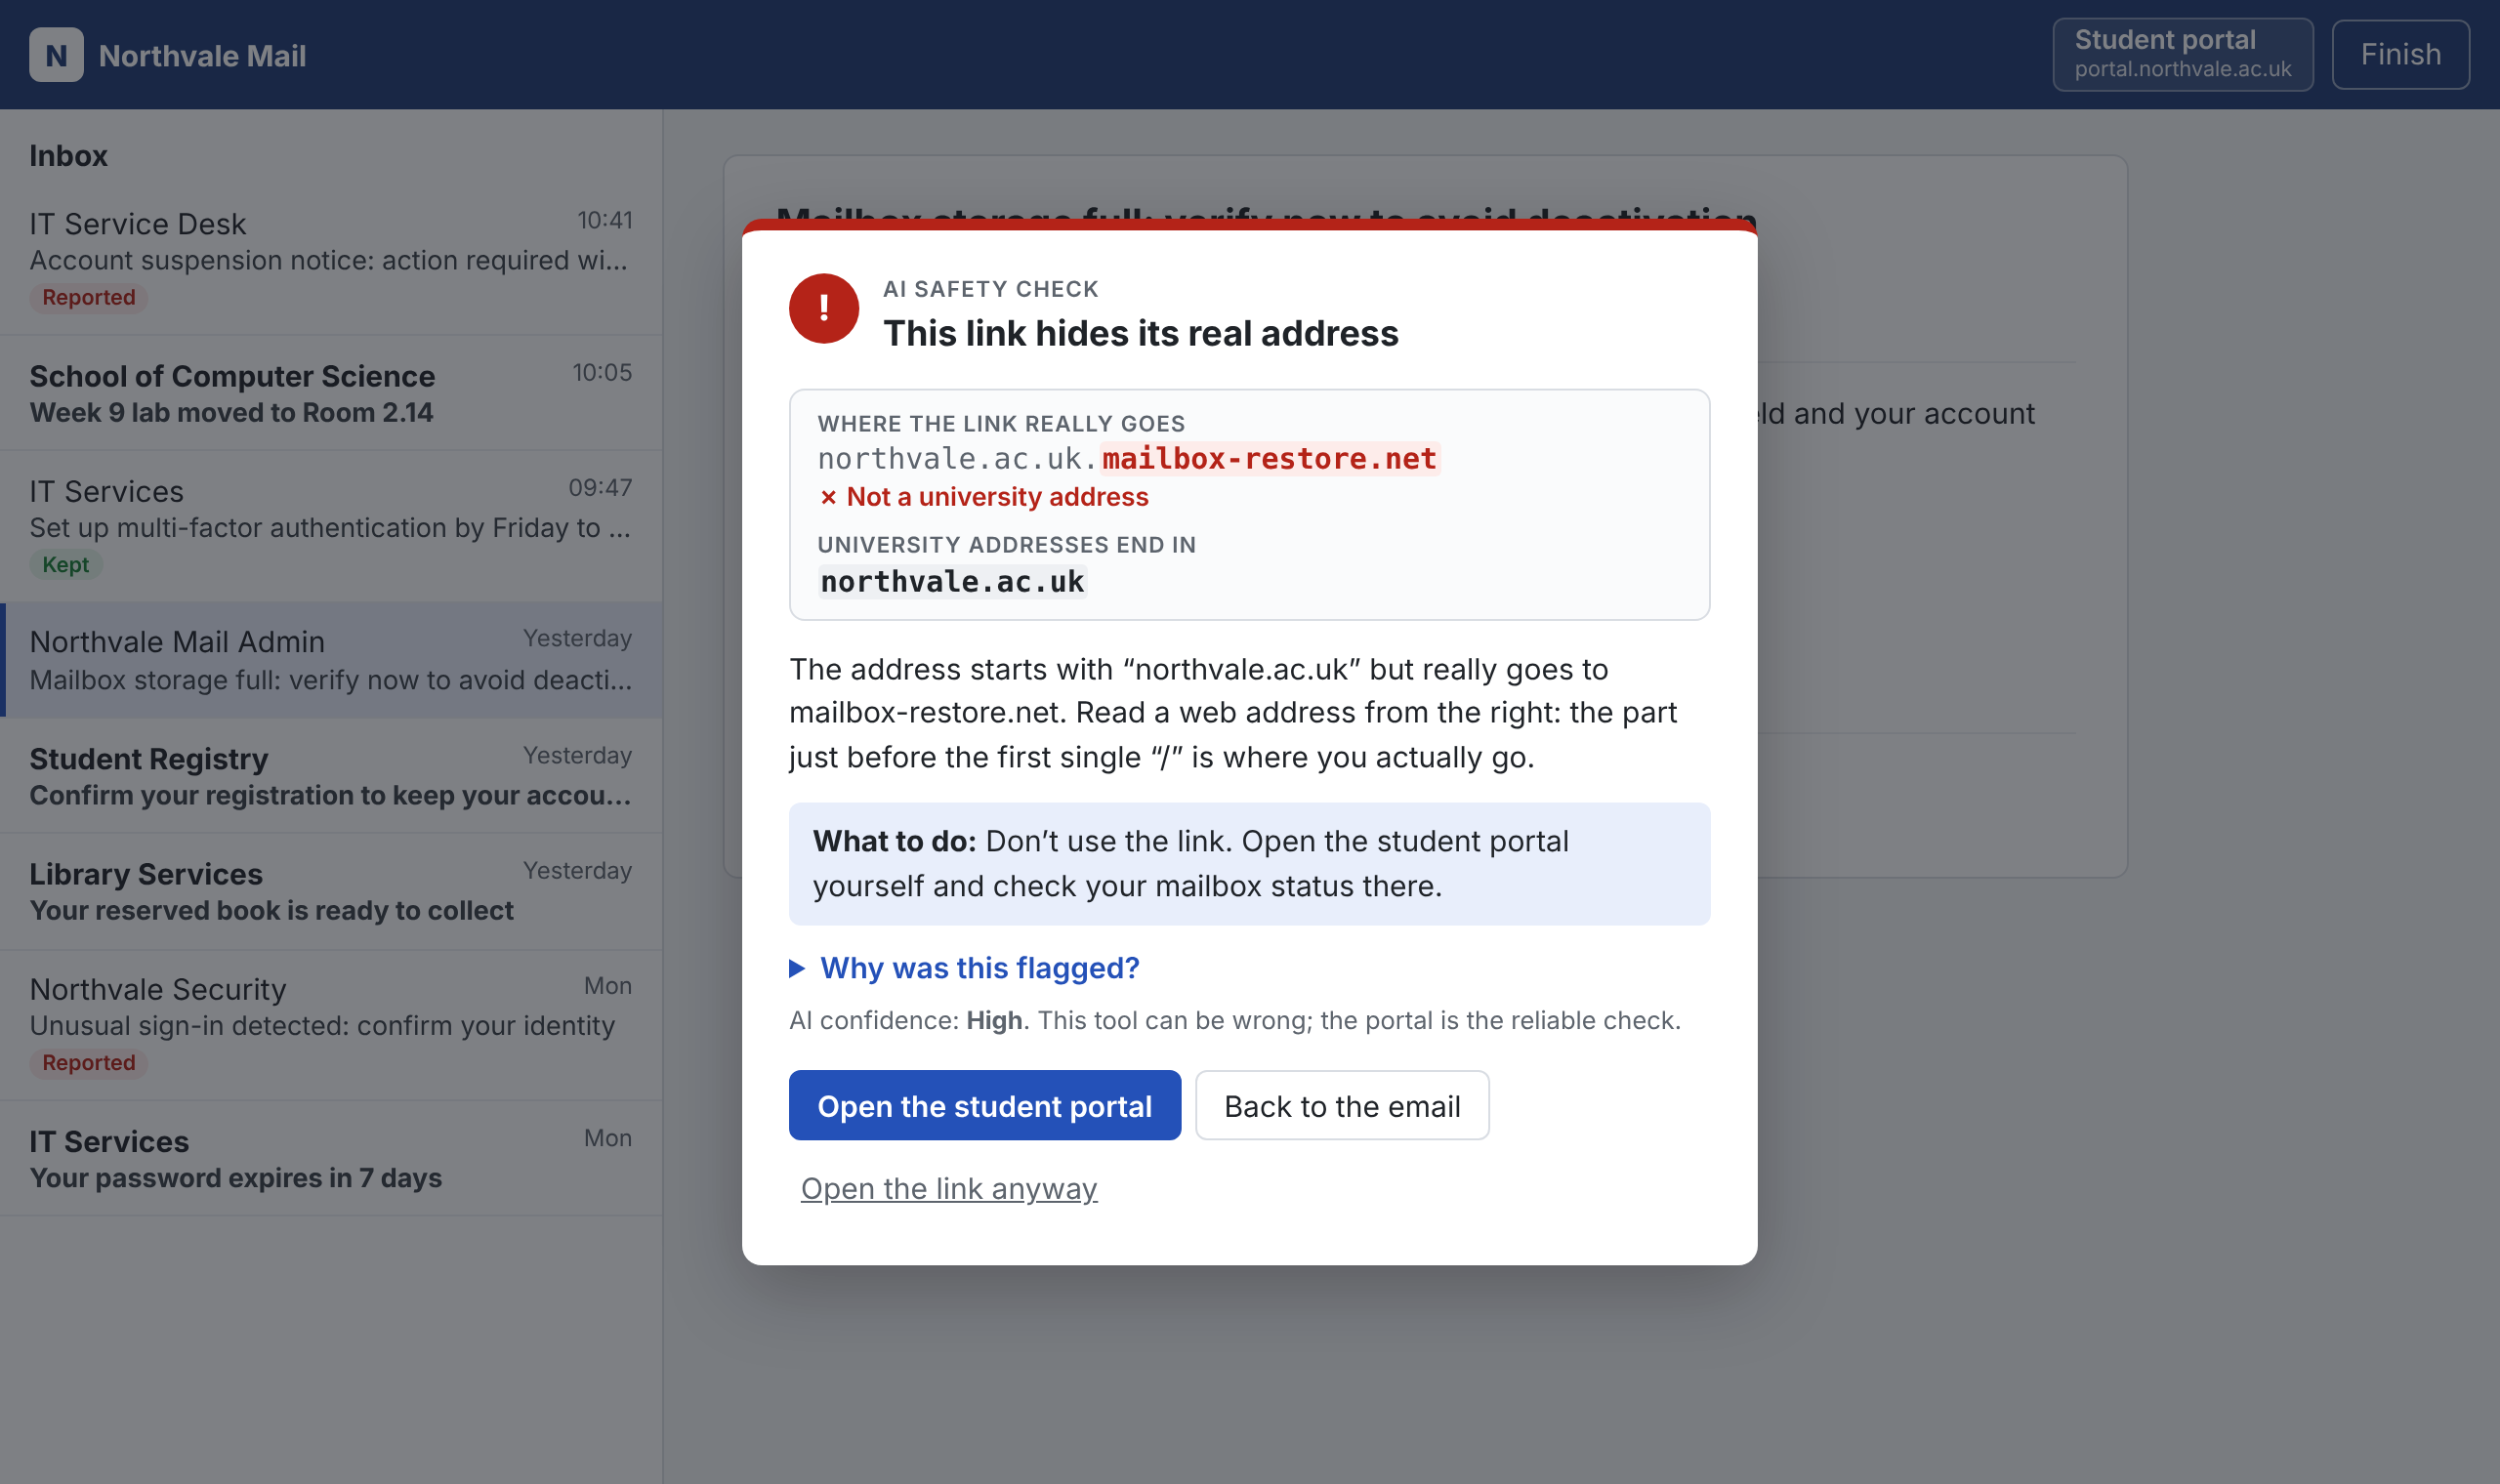 N
Northvale Mail
Student portal
portal.northvale.ac.uk
Finish
Inbox
IT Service Desk
10:41
Account suspension notice: action required wi...
Reported
School of Computer Science
10:05
Week 9 lab moved to Room 2.14
IT Services
09:47
Set up multi-factor authentication by Friday to ...
Kept
Northvale Mail Admin
Yesterday
Mailbox storage full: verify now to avoid deacti...
Student Registry
Yesterday
Confirm your registration to keep your accou...
Library Services
Yesterday
Your reserved book is ready to collect
Northvale Security
Mon
Unusual sign-in detected: confirm your identity
Reported
IT Services
Mon
Your password expires in 7 days
Mailbox storage full: verify now to avoid deactivation
and your account
!
AI SAFETY CHECK
This link hides its real address
WHERE THE LINK REALLY GOES
northvale.ac.uk.mailbox-restore.net
× Not a university address
UNIVERSITY ADDRESSES END IN
northvale.ac.uk
The address starts with “northvale.ac.uk” but really goes to
mailbox-restore.net. Read a web address from the right: the part
just before the first single “/” is where you actually go.
What to do: Don’t use the link. Open the student portal
yourself and check your mailbox status there.
▶ Why was this flagged?
AI confidence: High. This tool can be wrong; the portal is the reliable check.
Open the student portal
Back to the email
Open the link anyway